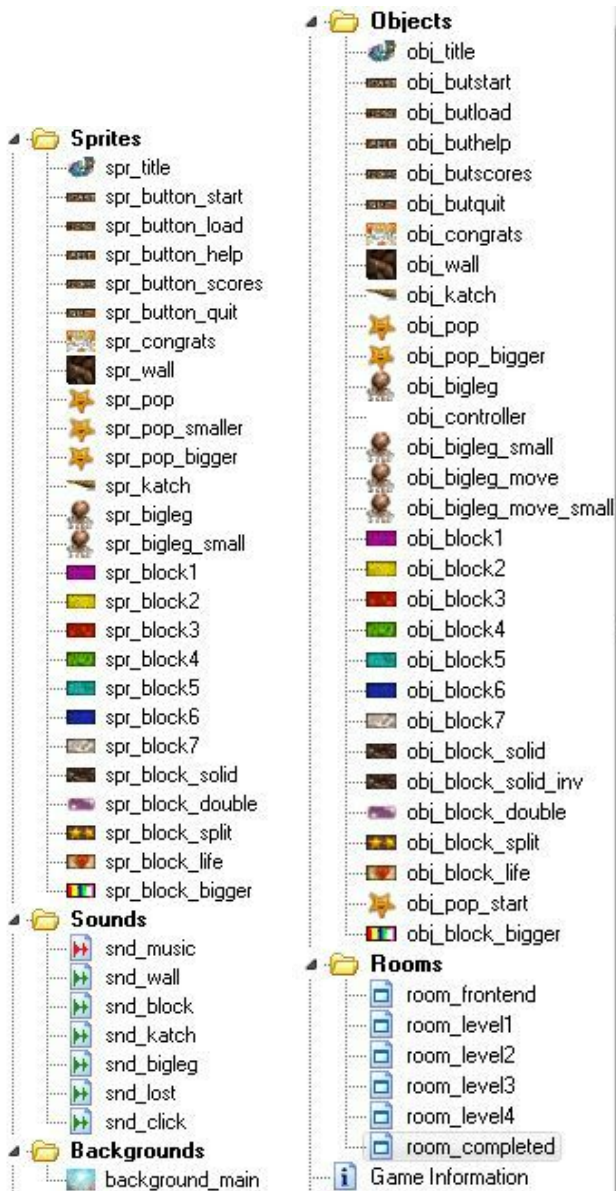 Sprites
spr_title
spr_button_start
spr_button_load
spr_button_help
spr_button_scores
spr_button_quit
spr_congrats
spr_wall
spr_pop
spr_pop_smaller
spr_pop_bigger
spr_katch
spr_bigleg
spr_bigleg_small
spr_block1
spr_block2
spr_block3
spr_block4
spr_block5
spr_block6
spr_block7
spr_block_solid
spr_block_double
spr_block_split
spr_block_life
spr_block_bigger
Sounds
snd_music
snd_wall
snd_block
snd_katch
snd_bigleg
snd_lost
snd_click
Backgrounds
background_main
Objects
obj_title
obj_butstart
obj_butload
obj_buthelp
obj_butscores
obj_butquit
obj_congrats
obj_wall
obj_katch
obj_pop
obj_pop_bigger
obj_bigleg
obj_controller
obj_bigleg_small
obj_bigleg_move
obj_bigleg_move_small
obj_block1
obj_block2
obj_block3
obj_block4
obj_block5
obj_block6
obj_block7
obj_block_solid
obj_block_solid_inv
obj_block_double
obj_block_split
obj_block_life
obj_pop_start
obj_block_bigger
Rooms
room_frontend
room_level1
room_level2
room_level3
room_level4
room_completed
Game Information